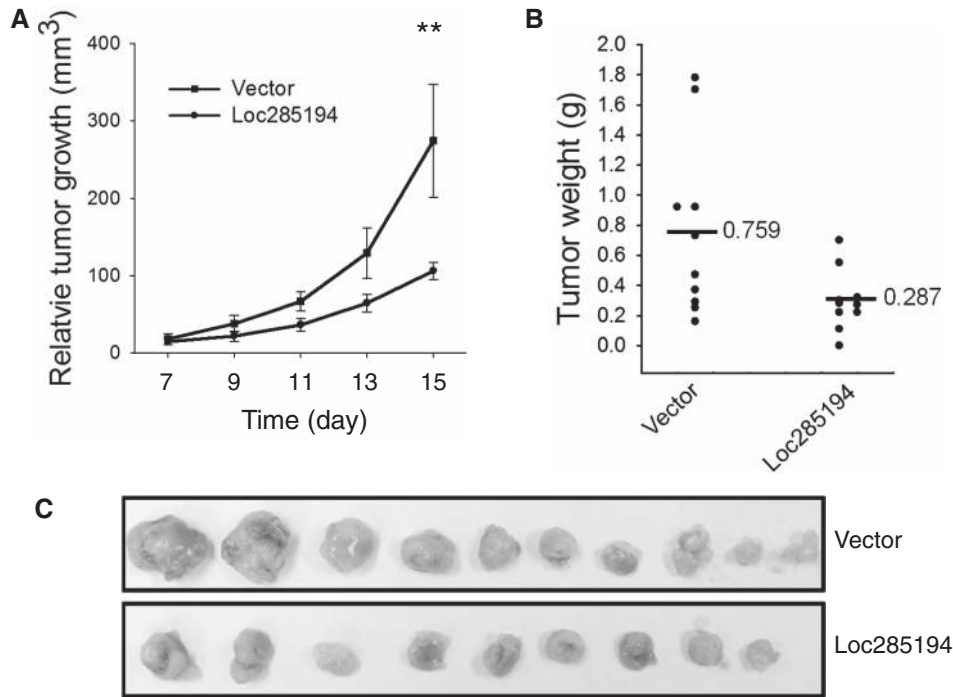 A
Relatvie tumor growth (mm³)
400
300
200
100
0
**
Vector
Loc285194
7 9 11 13 15
Time (day)
B
Tumor weight (g)
2.0
1.8
1.6
1.4
1.2
1.0
0.8
0.6
0.4
0.2
0.0
0.759
0.287
Vector
Loc285194
C
Vector
Loc285194